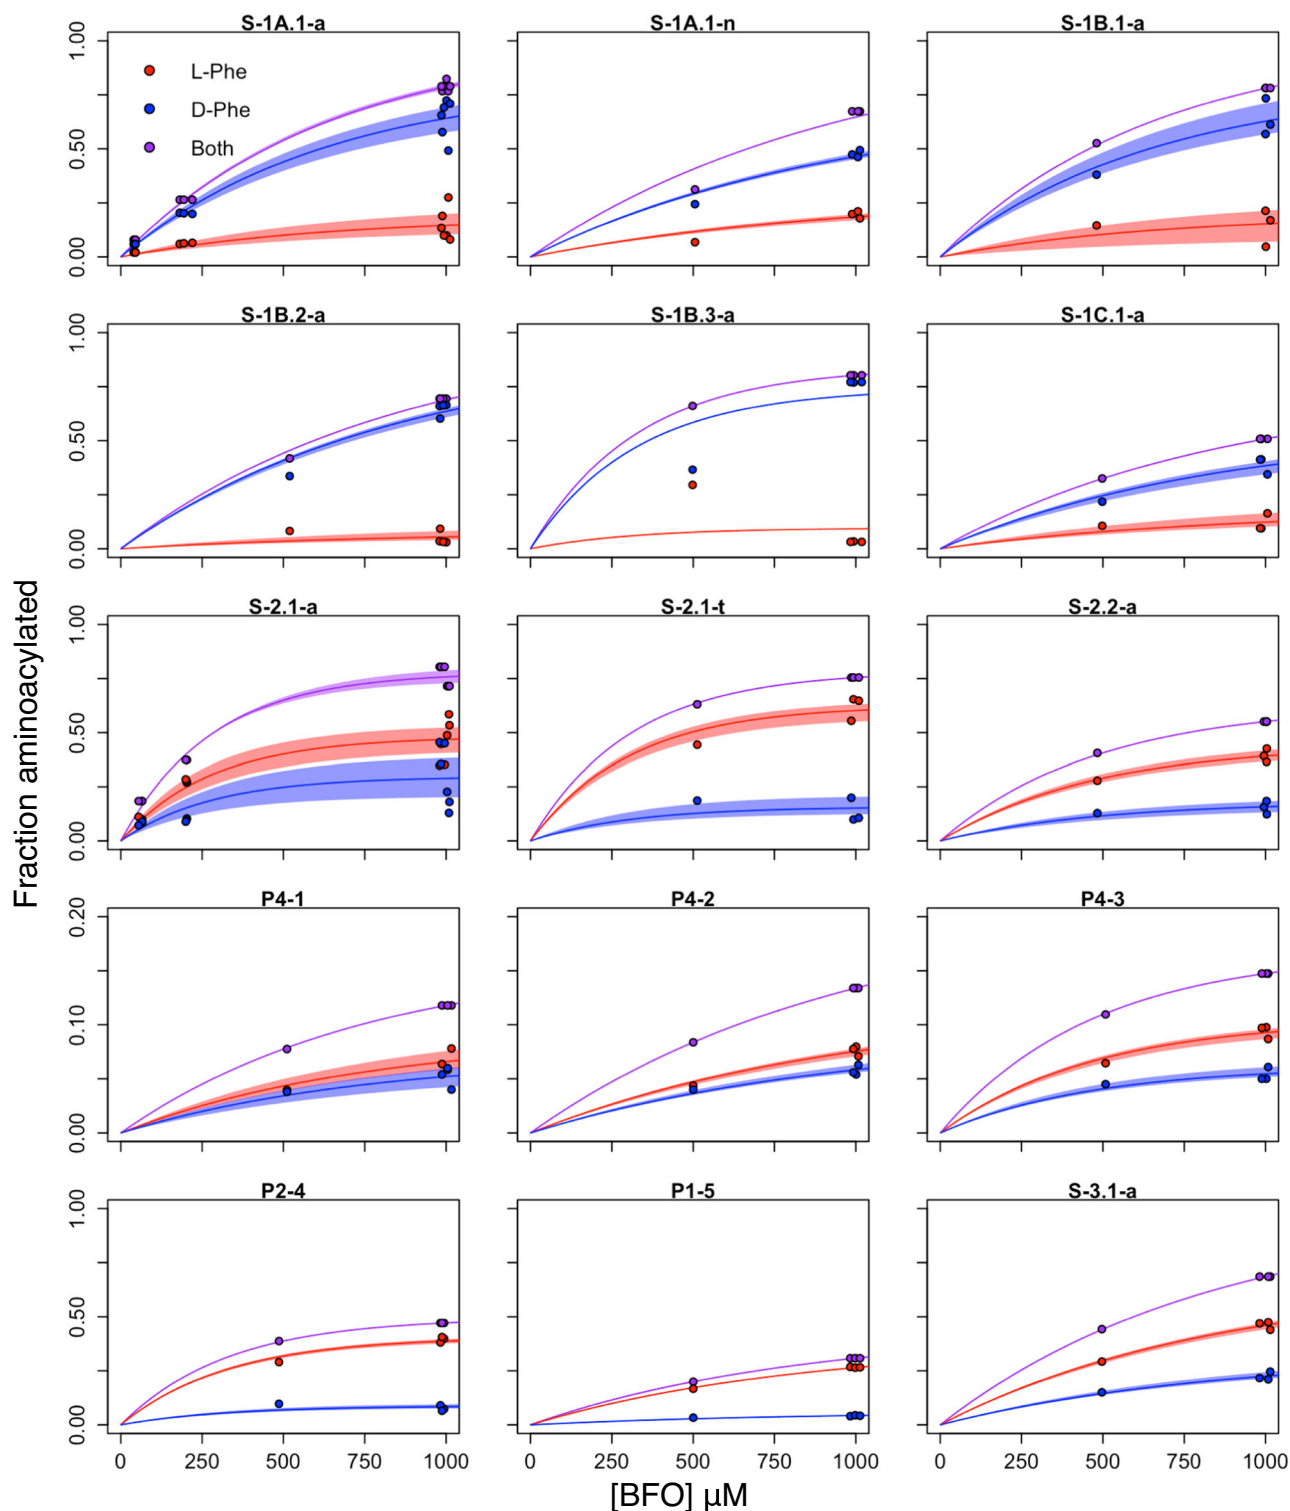 S-1A.1-a S-1A.1-n S-1B.1-a
1.00
0.50
0.00
L-Phe
D-Phe
Both
S-1B.2-a S-1B.3-a S-1C.1-a
1.00
0.50
0.00
S-2.1-a S-2.1-t S-2.2-a
1.00
0.50
0.00
Fraction aminoacylated
P4-1 P4-2 P4-3
0.20
0.10
0.00
P2-4 P1-5 S-3.1-a
1.00
0.50
0.00
0 250 500 750 1000 0 250 500 750 1000 0 250 500 750 1000
[BFO] μM